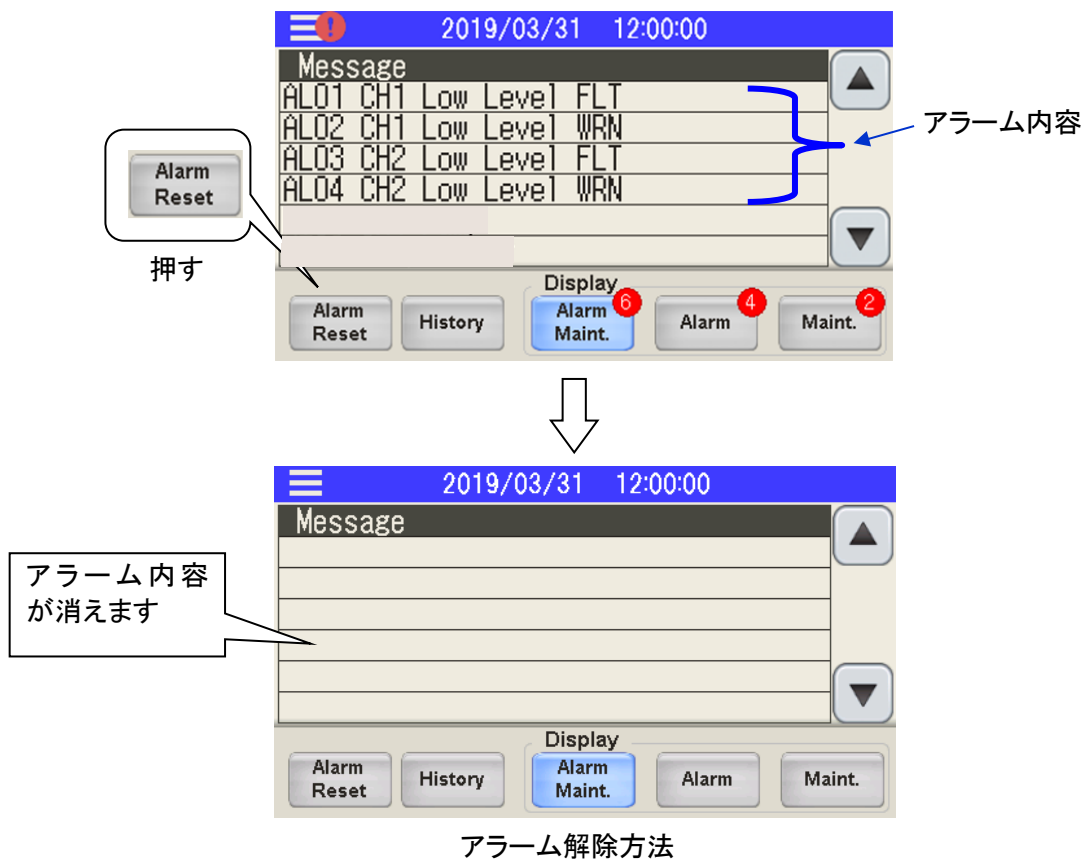 2019/03/31 12:00:00
Message
AL01 CH1 Low Level FLT
AL02 CH1 Low Level WRN
AL03 CH2 Low Level FLT
AL04 CH2 Low Level WRN
アラーム内容
Alarm
Reset
押す
Display
Alarm
Reset
History
Alarm
Maint.
6
Alarm
4
Maint.
2
2019/03/31 12:00:00
Message
アラーム内容
が消えます
Display
Alarm
Reset
History
Alarm
Maint.
Alarm
Maint.
アラーム解除方法